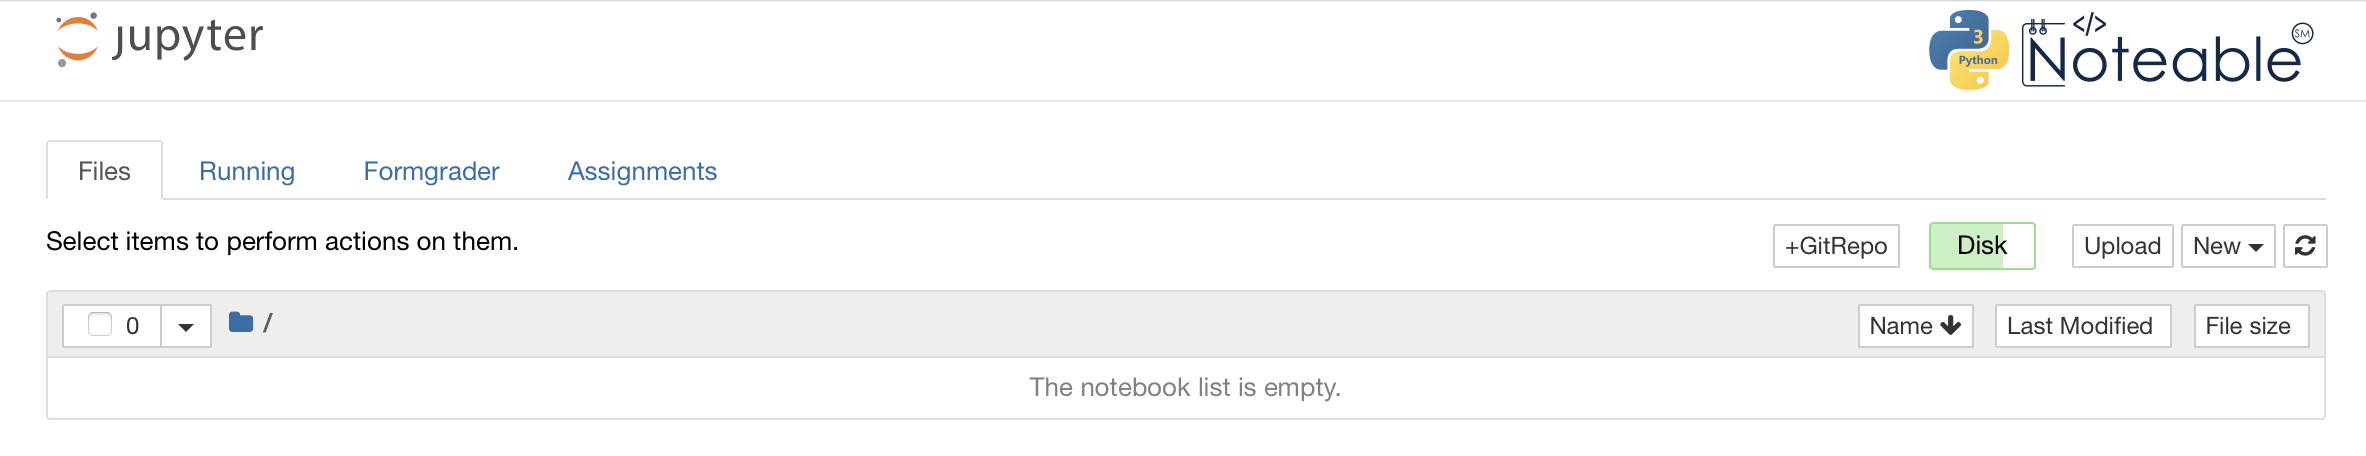 jupyter
3
Python
</>
Noteable
SM
Files Running Formgrader Assignments
Select items to perform actions on them.
+GitRepo Disk Upload New
0 / Name Last Modified File size
The notebook list is empty.